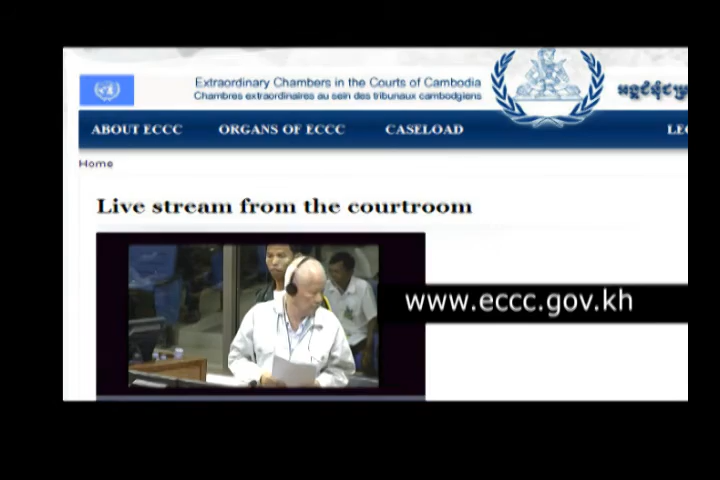 Extraordinary Chambers in the Courts of Cambodia
Chambres extraordinaires au sein des tribunaux cambodgiens
ABOUT ECCC
ORGANS OF ECCC
CASELOAD
LE
Home
Live stream from the courtroom
www.eccc.gov.kh